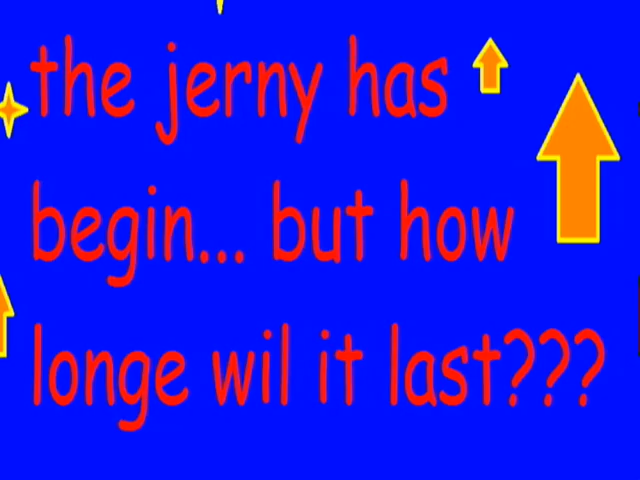 the jerny has
begin... but how
longe wil it last???